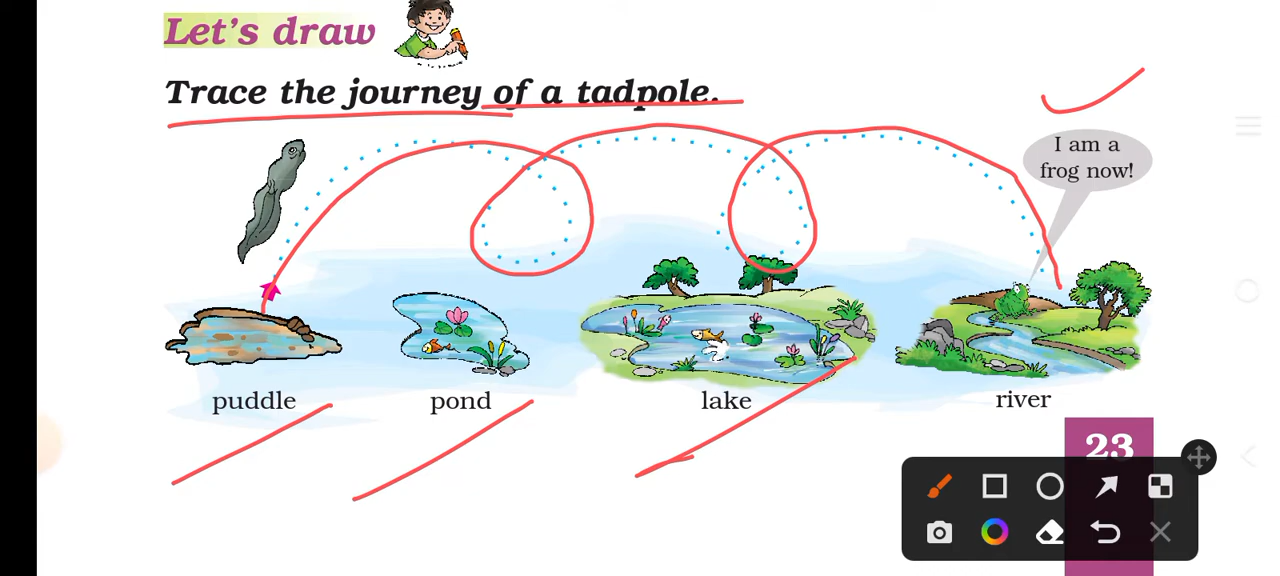 Let's draw
Trace the journey of a tadpole.
I am a
frog now!
puddle
pond
lake
river
23